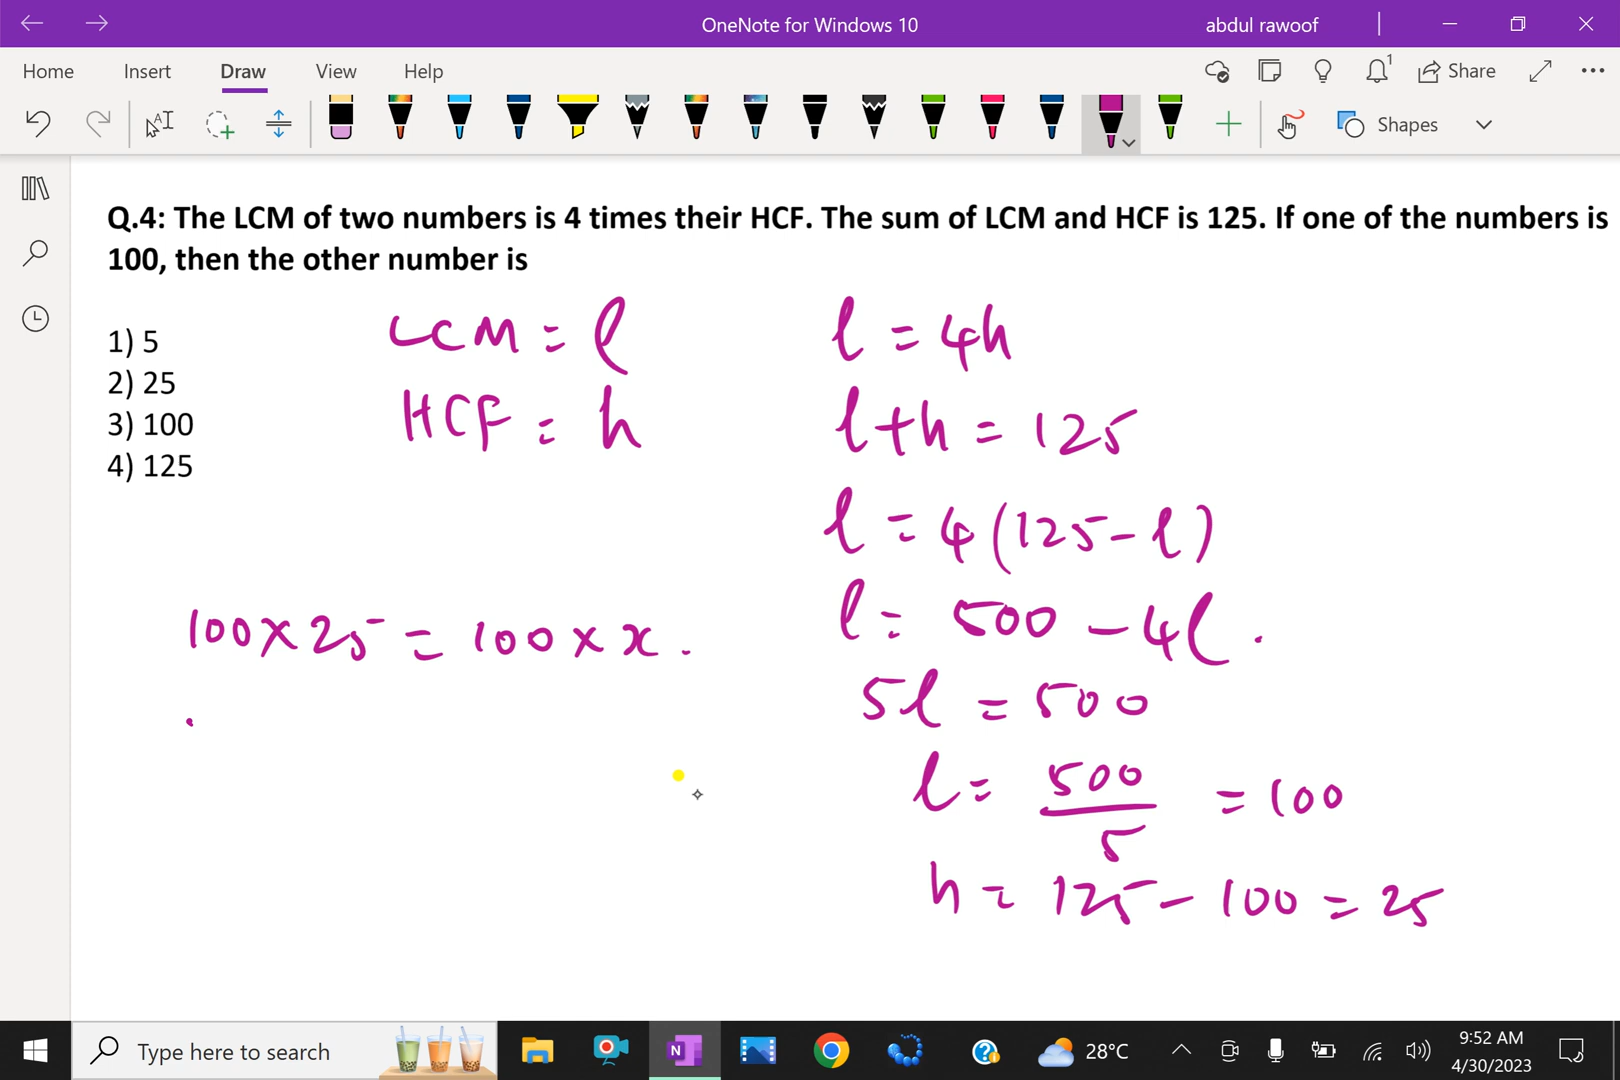 OneNote for Windows 10
abdul rawoof
Home Insert Draw View Help
1
Share
Shapes
Q.4: The LCM of two numbers is 4 times their HCF. The sum of LCM and HCF is 125. If one of the numbers is
100, then the other number is
1) 5
2) 25
3) 100
4) 125
LCM = l
HCF = h
100 × 25 = 100 × x .
l = 4h
l + h = 125
l = 4(125 - l)
l = 500 - 4l .
5l = 500
l = 500/5 = 100
h = 125 - 100 = 25
Type here to search
N
28°C
9:52 AM
4/30/2023